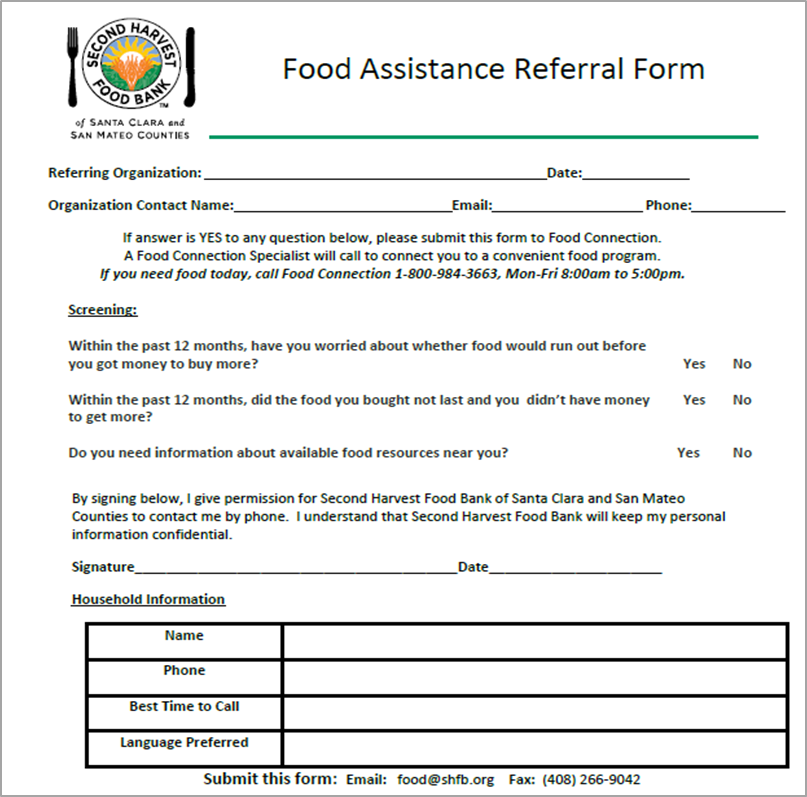 SECOND HARVEST
FOOD BANK™
of SANTA CLARA and
SAN MATEO COUNTIES
Food Assistance Referral Form
Referring Organization: ______ Date: ______
Organization Contact Name: ______ Email: ______ Phone: ______
If answer is YES to any question below, please submit this form to Food Connection.
A Food Connection Specialist will call to connect you to a convenient food program.
If you need food today, call Food Connection 1-800-984-3663, Mon-Fri 8:00am to 5:00pm.
Screening:
Within the past 12 months, have you worried about whether food would run out before
you got money to buy more? Yes No
Within the past 12 months, did the food you bought not last and you didn't have money Yes No
to get more?
Do you need information about available food resources near you? Yes No
By signing below, I give permission for Second Harvest Food Bank of Santa Clara and San Mateo
Counties to contact me by phone. I understand that Second Harvest Food Bank will keep my personal
information confidential.
Signature______ Date______
Household Information
Name
Phone
Best Time to Call
Language Preferred
Submit this form: Email: food@shfb.org Fax: (408) 266-9042